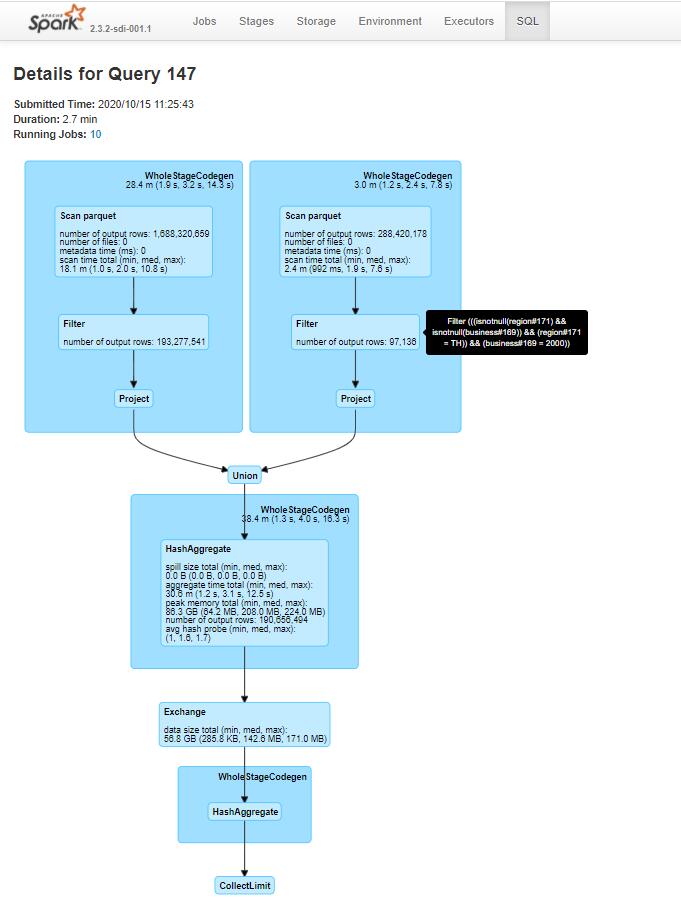 APACHE
Spark 2.3.2-sdi-001.1
Jobs Stages Storage Environment Executors SQL
Details for Query 147
Submitted Time: 2020/10/15 11:25:43
Duration: 2.7 min
Running Jobs: 10
WholeStageCodegen
28.4 m (1.9 s, 3.2 s, 14.3 s)
Scan parquet
number of output rows: 1,688,320,659
number of files: 0
metadata time (ms): 0
scan time total (min, med, max):
18.1 m (1.0 s, 2.0 s, 10.8 s)
Filter
number of output rows: 193,277,541
Project
WholeStageCodegen
3.0 m (1.2 s, 2.4 s, 7.8 s)
Scan parquet
number of output rows: 288,420,178
number of files: 0
metadata time (ms): 0
scan time total (min, med, max):
2.4 m (992 ms, 1.9 s, 7.6 s)
Filter
number of output rows: 97,136
Filter (((isnotnull(region#171) &&
isnotnull(business#169)) && (region#171
= TH)) && (business#169 = 2000))
Project
Union
WholeStageCodegen
38.4 m (1.3 s, 4.0 s, 16.3 s)
HashAggregate
spill size total (min, med, max):
0.0 B (0.0 B, 0.0 B, 0.0 B)
aggregate time total (min, med, max):
30.6 m (1.2 s, 3.1 s, 12.5 s)
peak memory total (min, med, max):
86.3 GB (64.2 MB, 208.0 MB, 224.0 MB)
number of output rows: 190,656,494
avg hash probe (min, med, max):
(1, 1.6, 1.7)
Exchange
data size total (min, med, max):
56.8 GB (285.8 KB, 142.6 MB, 171.0 MB)
WholeStageCodegen
HashAggregate
CollectLimit